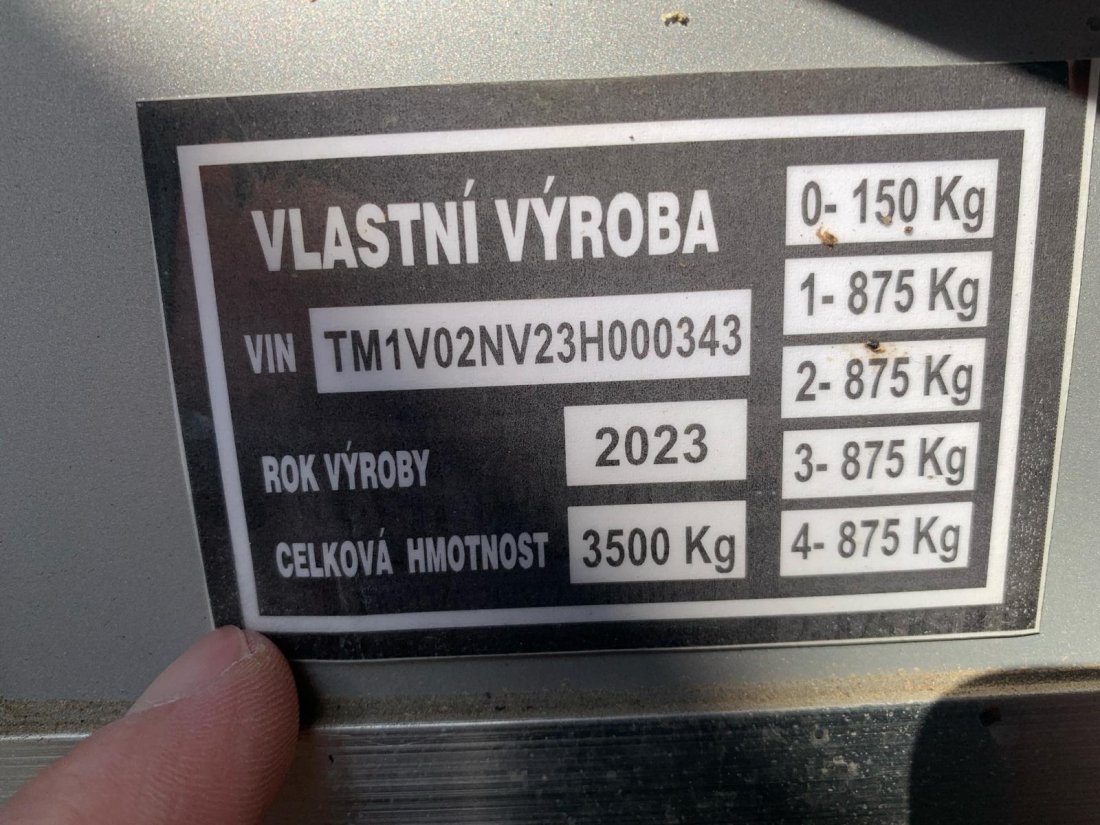 VLASTNÍ VÝROBA
VIN TM1V02NV23H000343
ROK VÝROBY 2023
CELKOVÁ HMOTNOST 3500 Kg
0- 150 Kg
1- 875 Kg
2- 875 Kg
3- 875 Kg
4- 875 Kg